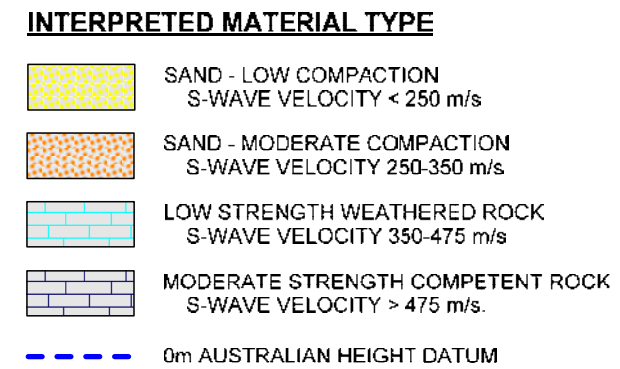 INTERPRETED MATERIAL TYPE
SAND - LOW COMPACTION
S-WAVE VELOCITY < 250 m/s
SAND - MODERATE COMPACTION
S-WAVE VELOCITY 250-350 m/s
LOW STRENGTH WEATHERED ROCK
S-WAVE VELOCITY 350-475 m/s
MODERATE STRENGTH COMPETENT ROCK
S-WAVE VELOCITY > 475 m/s.
0m AUSTRALIAN HEIGHT DATUM